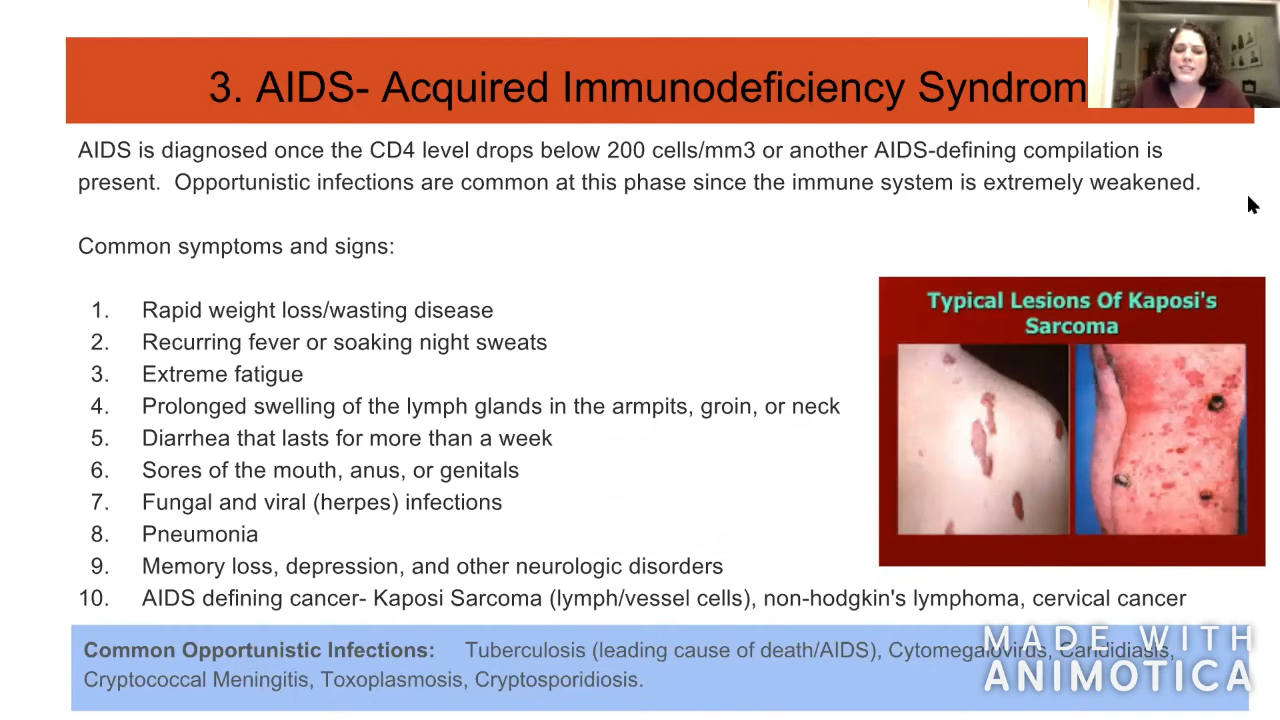 3. AIDS- Acquired Immunodeficiency Syndrom
AIDS is diagnosed once the CD4 level drops below 200 cells/mm3 or another AIDS-defining compilation is
present.  Opportunistic infections are common at this phase since the immune system is extremely weakened.
Common symptoms and signs:
1. Rapid weight loss/wasting disease
2. Recurring fever or soaking night sweats
3. Extreme fatigue
4. Prolonged swelling of the lymph glands in the armpits, groin, or neck
5. Diarrhea that lasts for more than a week
6. Sores of the mouth, anus, or genitals
7. Fungal and viral (herpes) infections
8. Pneumonia
9. Memory loss, depression, and other neurologic disorders
10. AIDS defining cancer- Kaposi Sarcoma (lymph/vessel cells), non-hodgkin's lymphoma, cervical cancer
Typical Lesions Of Kaposi's
Sarcoma
Common Opportunistic Infections: Tuberculosis (leading cause of death/AIDS), Cytomegalovirus, Candidiasis,
Cryptococcal Meningitis, Toxoplasmosis, Cryptosporidiosis.
MADE WITH
ANIMOTICA